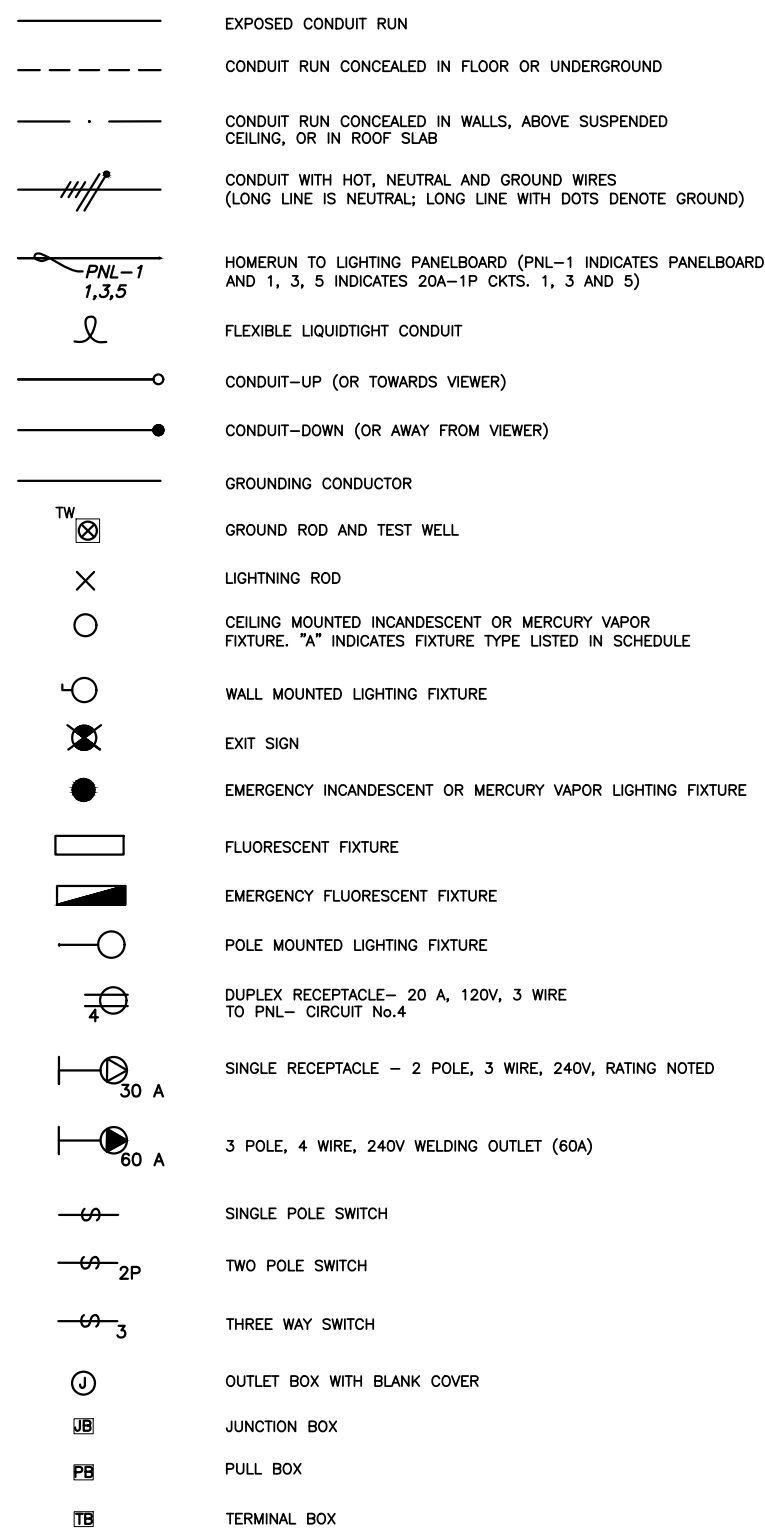 EXPOSED CONDUIT RUN
CONDUIT RUN CONCEALED IN FLOOR OR UNDERGROUND
CONDUIT RUN CONCEALED IN WALLS, ABOVE SUSPENDED
CEILING, OR IN ROOF SLAB
CONDUIT WITH HOT, NEUTRAL AND GROUND WIRES
(LONG LINE IS NEUTRAL; LONG LINE WITH DOTS DENOTE GROUND)
PNL–1
1,3,5
HOMERUN TO LIGHTING PANELBOARD (PNL–1 INDICATES PANELBOARD
AND 1, 3, 5 INDICATES 20A–1P CKTS. 1, 3 AND 5)
FLEXIBLE LIQUIDTIGHT CONDUIT
CONDUIT–UP (OR TOWARDS VIEWER)
CONDUIT–DOWN (OR AWAY FROM VIEWER)
GROUNDING CONDUCTOR
TW
GROUND ROD AND TEST WELL
LIGHTNING ROD
CEILING MOUNTED INCANDESCENT OR MERCURY VAPOR
FIXTURE. "A" INDICATES FIXTURE TYPE LISTED IN SCHEDULE
WALL MOUNTED LIGHTING FIXTURE
EXIT SIGN
EMERGENCY INCANDESCENT OR MERCURY VAPOR LIGHTING FIXTURE
FLUORESCENT FIXTURE
EMERGENCY FLUORESCENT FIXTURE
POLE MOUNTED LIGHTING FIXTURE
4
DUPLEX RECEPTACLE– 20 A, 120V, 3 WIRE
TO PNL– CIRCUIT No.4
30 A
SINGLE RECEPTACLE – 2 POLE, 3 WIRE, 240V, RATING NOTED
60 A
3 POLE, 4 WIRE, 240V WELDING OUTLET (60A)
S
SINGLE POLE SWITCH
S 2P
TWO POLE SWITCH
S 3
THREE WAY SWITCH
J
OUTLET BOX WITH BLANK COVER
JB
JUNCTION BOX
PB
PULL BOX
TB
TERMINAL BOX